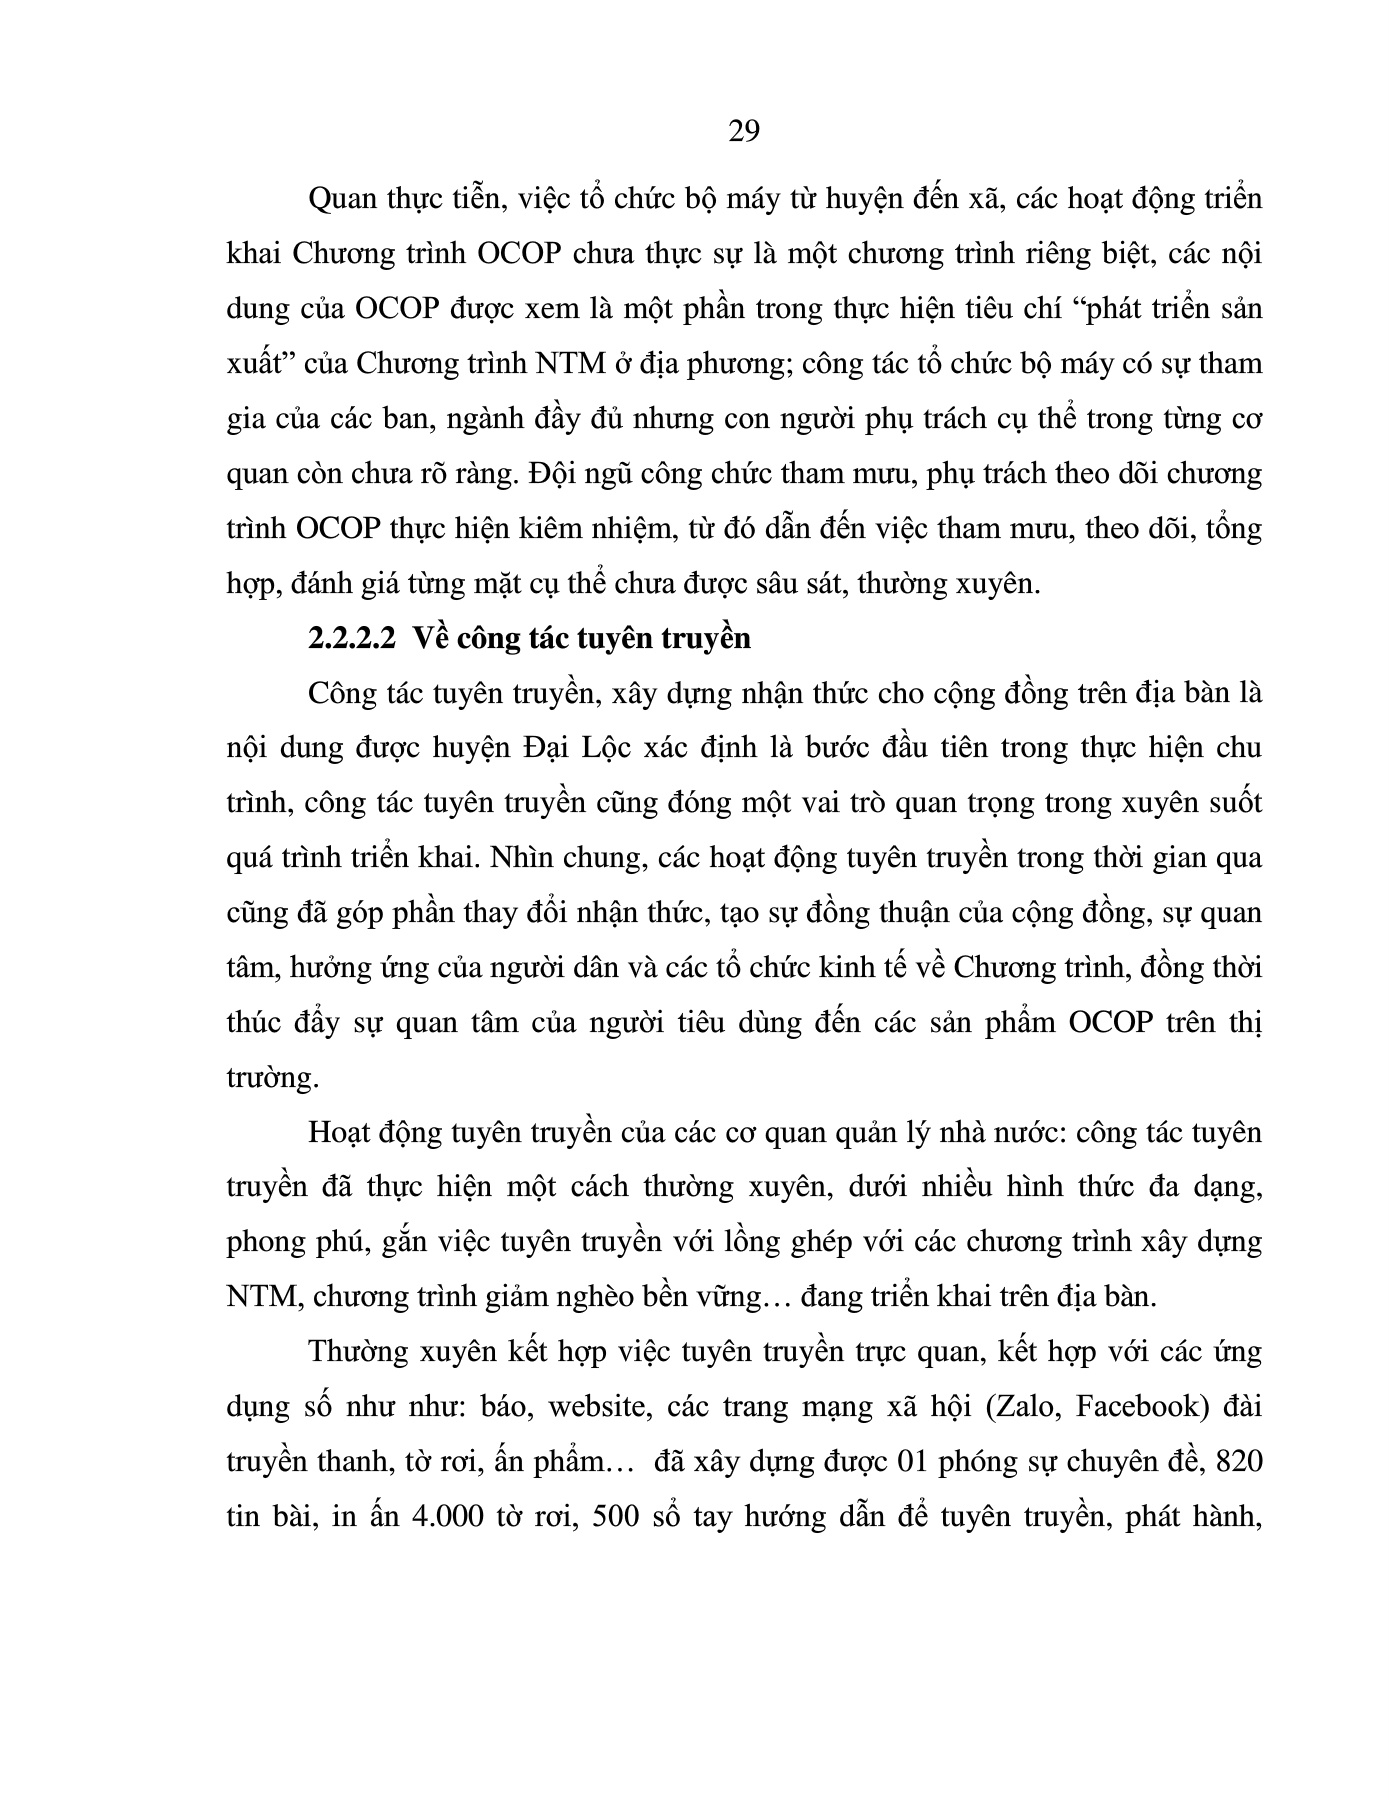 29
Quan thực tiễn, việc tổ chức bộ máy từ huyện đến xã, các hoạt động triển
khai Chương trình OCOP chưa thực sự là một chương trình riêng biệt, các nội
dung của OCOP được xem là một phần trong thực hiện tiêu chí “phát triển sản
xuất” của Chương trình NTM ở địa phương; công tác tổ chức bộ máy có sự tham
gia của các ban, ngành đầy đủ nhưng con người phụ trách cụ thể trong từng cơ
quan còn chưa rõ ràng. Đội ngũ công chức tham mưu, phụ trách theo dõi chương
trình OCOP thực hiện kiêm nhiệm, từ đó dẫn đến việc tham mưu, theo dõi, tổng
hợp, đánh giá từng mặt cụ thể chưa được sâu sát, thường xuyên.
2.2.2.2 Về công tác tuyên truyền
Công tác tuyên truyền, xây dựng nhận thức cho cộng đồng trên địa bàn là
nội dung được huyện Đại Lộc xác định là bước đầu tiên trong thực hiện chu
trình, công tác tuyên truyền cũng đóng một vai trò quan trọng trong xuyên suốt
quá trình triển khai. Nhìn chung, các hoạt động tuyên truyền trong thời gian qua
cũng đã góp phần thay đổi nhận thức, tạo sự đồng thuận của cộng đồng, sự quan
tâm, hưởng ứng của người dân và các tổ chức kinh tế về Chương trình, đồng thời
thúc đẩy sự quan tâm của người tiêu dùng đến các sản phẩm OCOP trên thị
trường.
Hoạt động tuyên truyền của các cơ quan quản lý nhà nước: công tác tuyên
truyền đã thực hiện một cách thường xuyên, dưới nhiều hình thức đa dạng,
phong phú, gắn việc tuyên truyền với lồng ghép với các chương trình xây dựng
NTM, chương trình giảm nghèo bền vững… đang triển khai trên địa bàn.
Thường xuyên kết hợp việc tuyên truyền trực quan, kết hợp với các ứng
dụng số như như: báo, website, các trang mạng xã hội (Zalo, Facebook) đài
truyền thanh, tờ rơi, ấn phẩm… đã xây dựng được 01 phóng sự chuyên đề, 820
tin bài, in ấn 4.000 tờ rơi, 500 sổ tay hướng dẫn để tuyên truyền, phát hành,